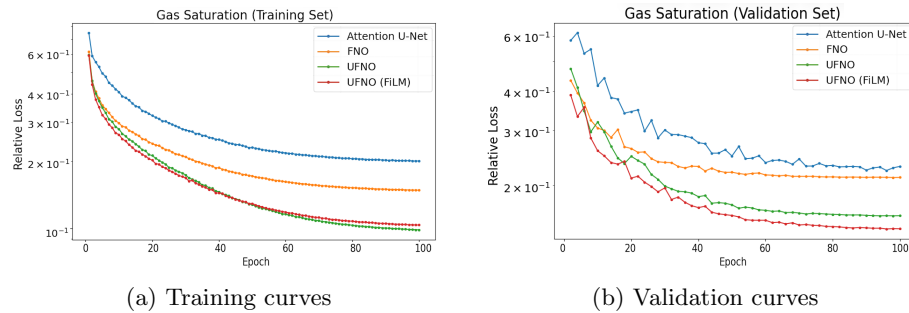 Gas Saturation (Training Set)
Relative Loss
6 × 10⁻¹
4 × 10⁻¹
3 × 10⁻¹
2 × 10⁻¹
10⁻¹
Attention U-Net
FNO
UFNO
UFNO (FiLM)
0 20 40 60 80 100
Epoch
(a) Training curves
Gas Saturation (Validation Set)
Relative Loss
6 × 10⁻¹
4 × 10⁻¹
3 × 10⁻¹
2 × 10⁻¹
Attention U-Net
FNO
UFNO
UFNO (FiLM)
0 20 40 60 80 100
Epoch
(b) Validation curves